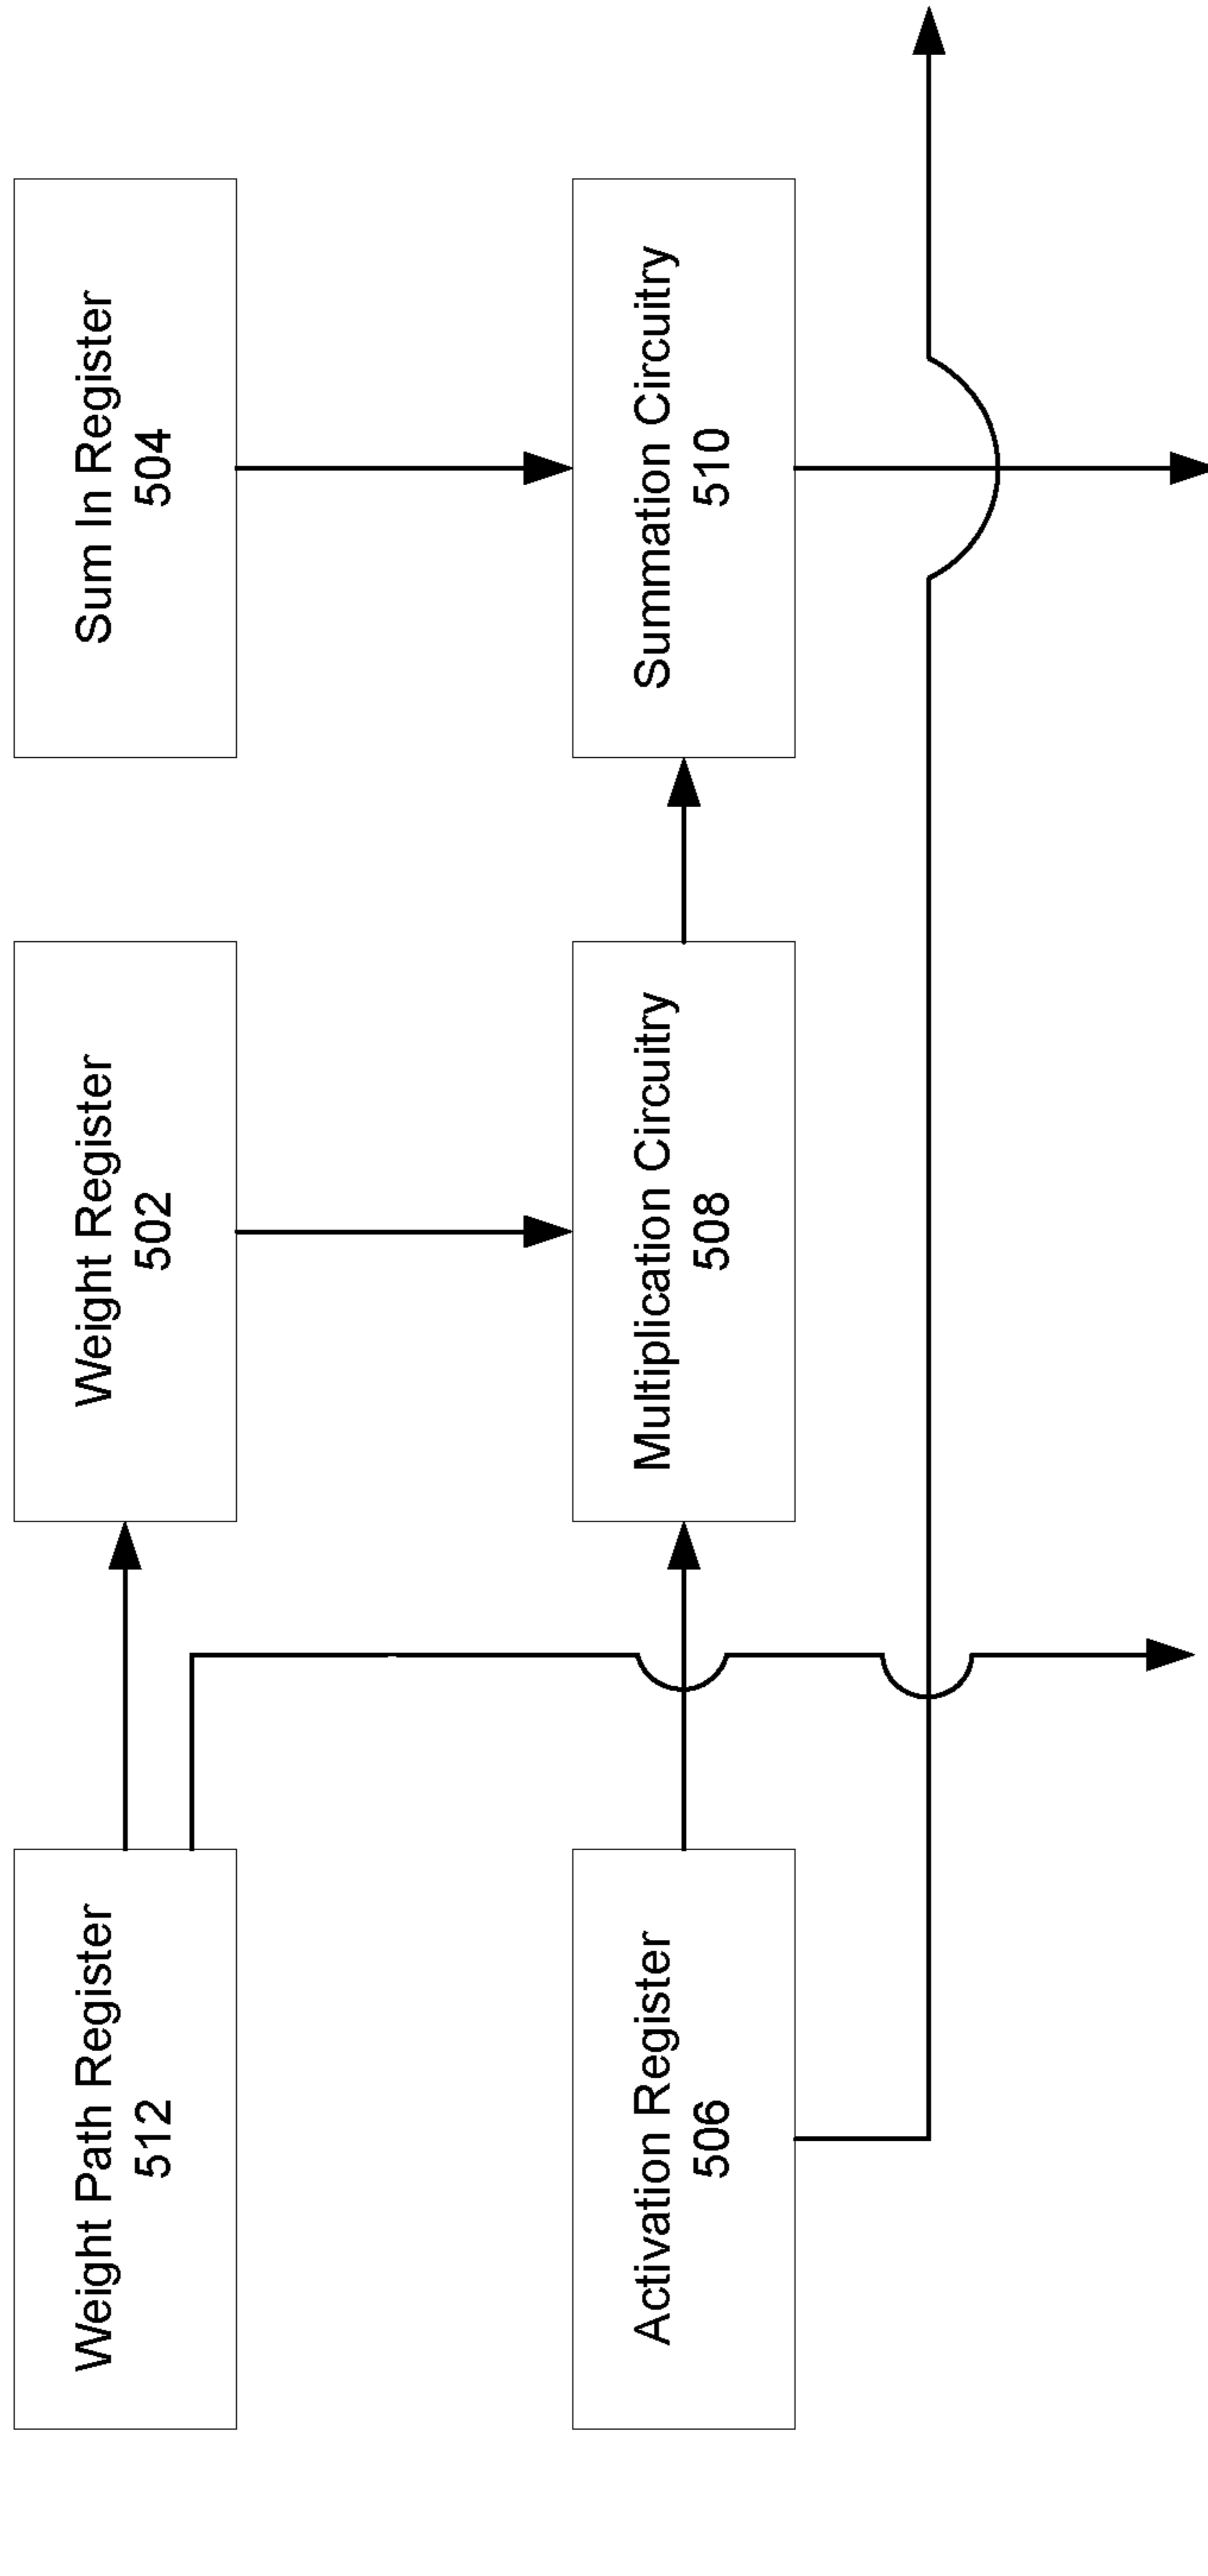 Weight Path Register
512
Weight Register
502
Sum In Register
504
Activation Register
506
Multiplication Circuitry
508
Summation Circuitry
510